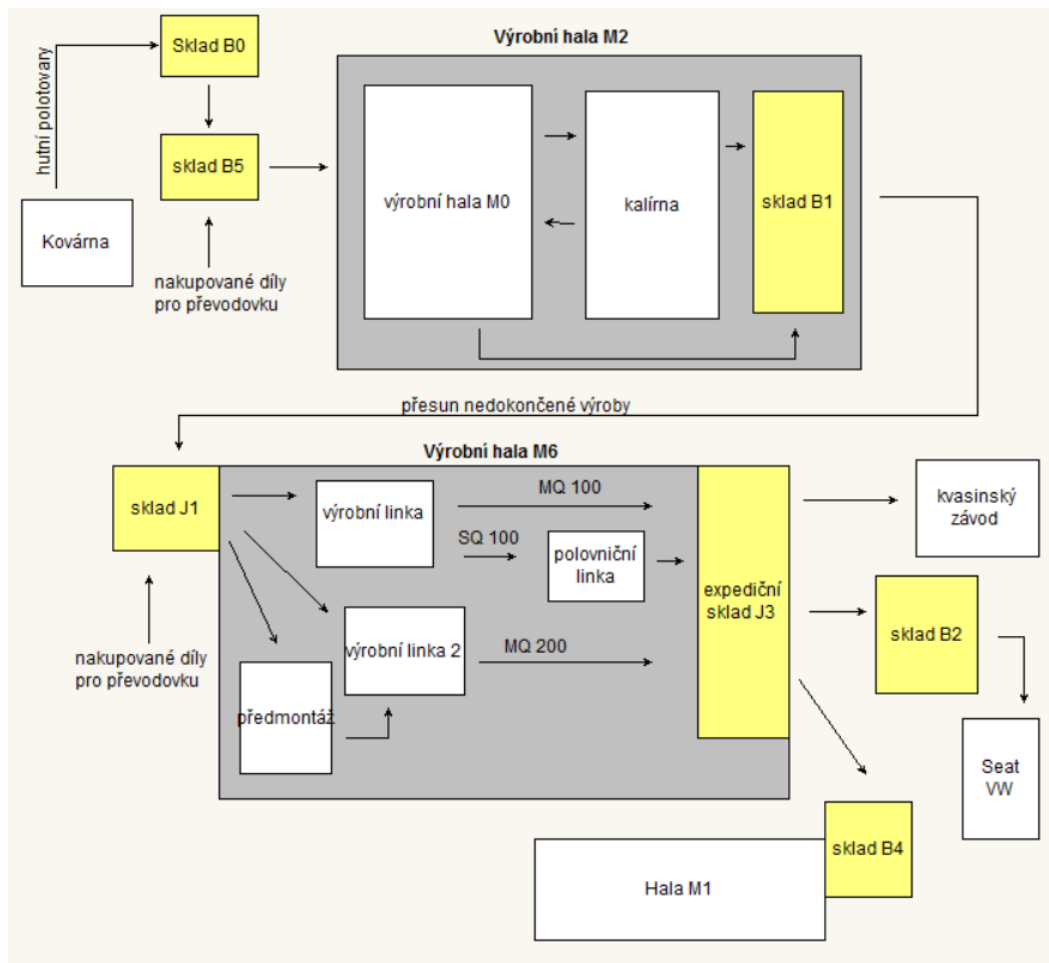 Sklad B0
Výrobní hala M2
hutní polotovary
sklad B5
výrobní hala M0
kalírna
sklad B1
Kovárna
nakupované díly
pro převodovku
přesun nedokončené výroby
Výrobní hala M6
sklad J1
výrobní linka
MQ 100
SQ 100
polovniční
linka
expediční
sklad J3
kvasinský
závod
výrobní linka 2
MQ 200
sklad B2
nakupované díly
pro převodovku
předmontáž
Seat
VW
sklad B4
Hala M1